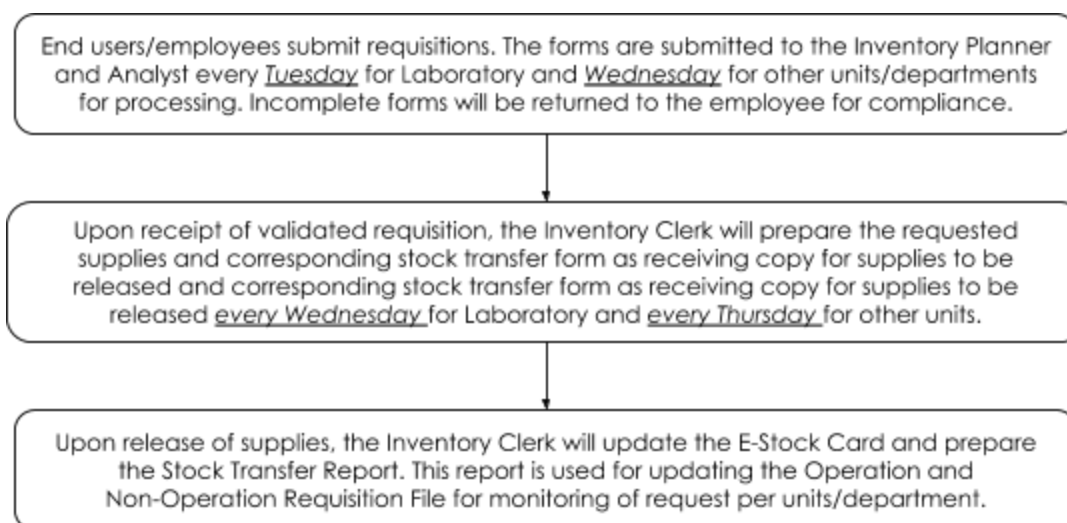 End users/employees submit requisitions. The forms are submitted to the Inventory Planner
and Analyst every Tuesday for Laboratory and Wednesday for other units/departments
for processing. Incomplete forms will be returned to the employee for compliance.
Upon receipt of validated requisition, the Inventory Clerk will prepare the requested
supplies and corresponding stock transfer form as receiving copy for supplies to be
released and corresponding stock transfer form as receiving copy for supplies to be
released every Wednesday for Laboratory and every Thursday for other units.
Upon release of supplies, the Inventory Clerk will update the E-Stock Card and prepare
the Stock Transfer Report. This report is used for updating the Operation and
Non-Operation Requisition File for monitoring of request per units/department.